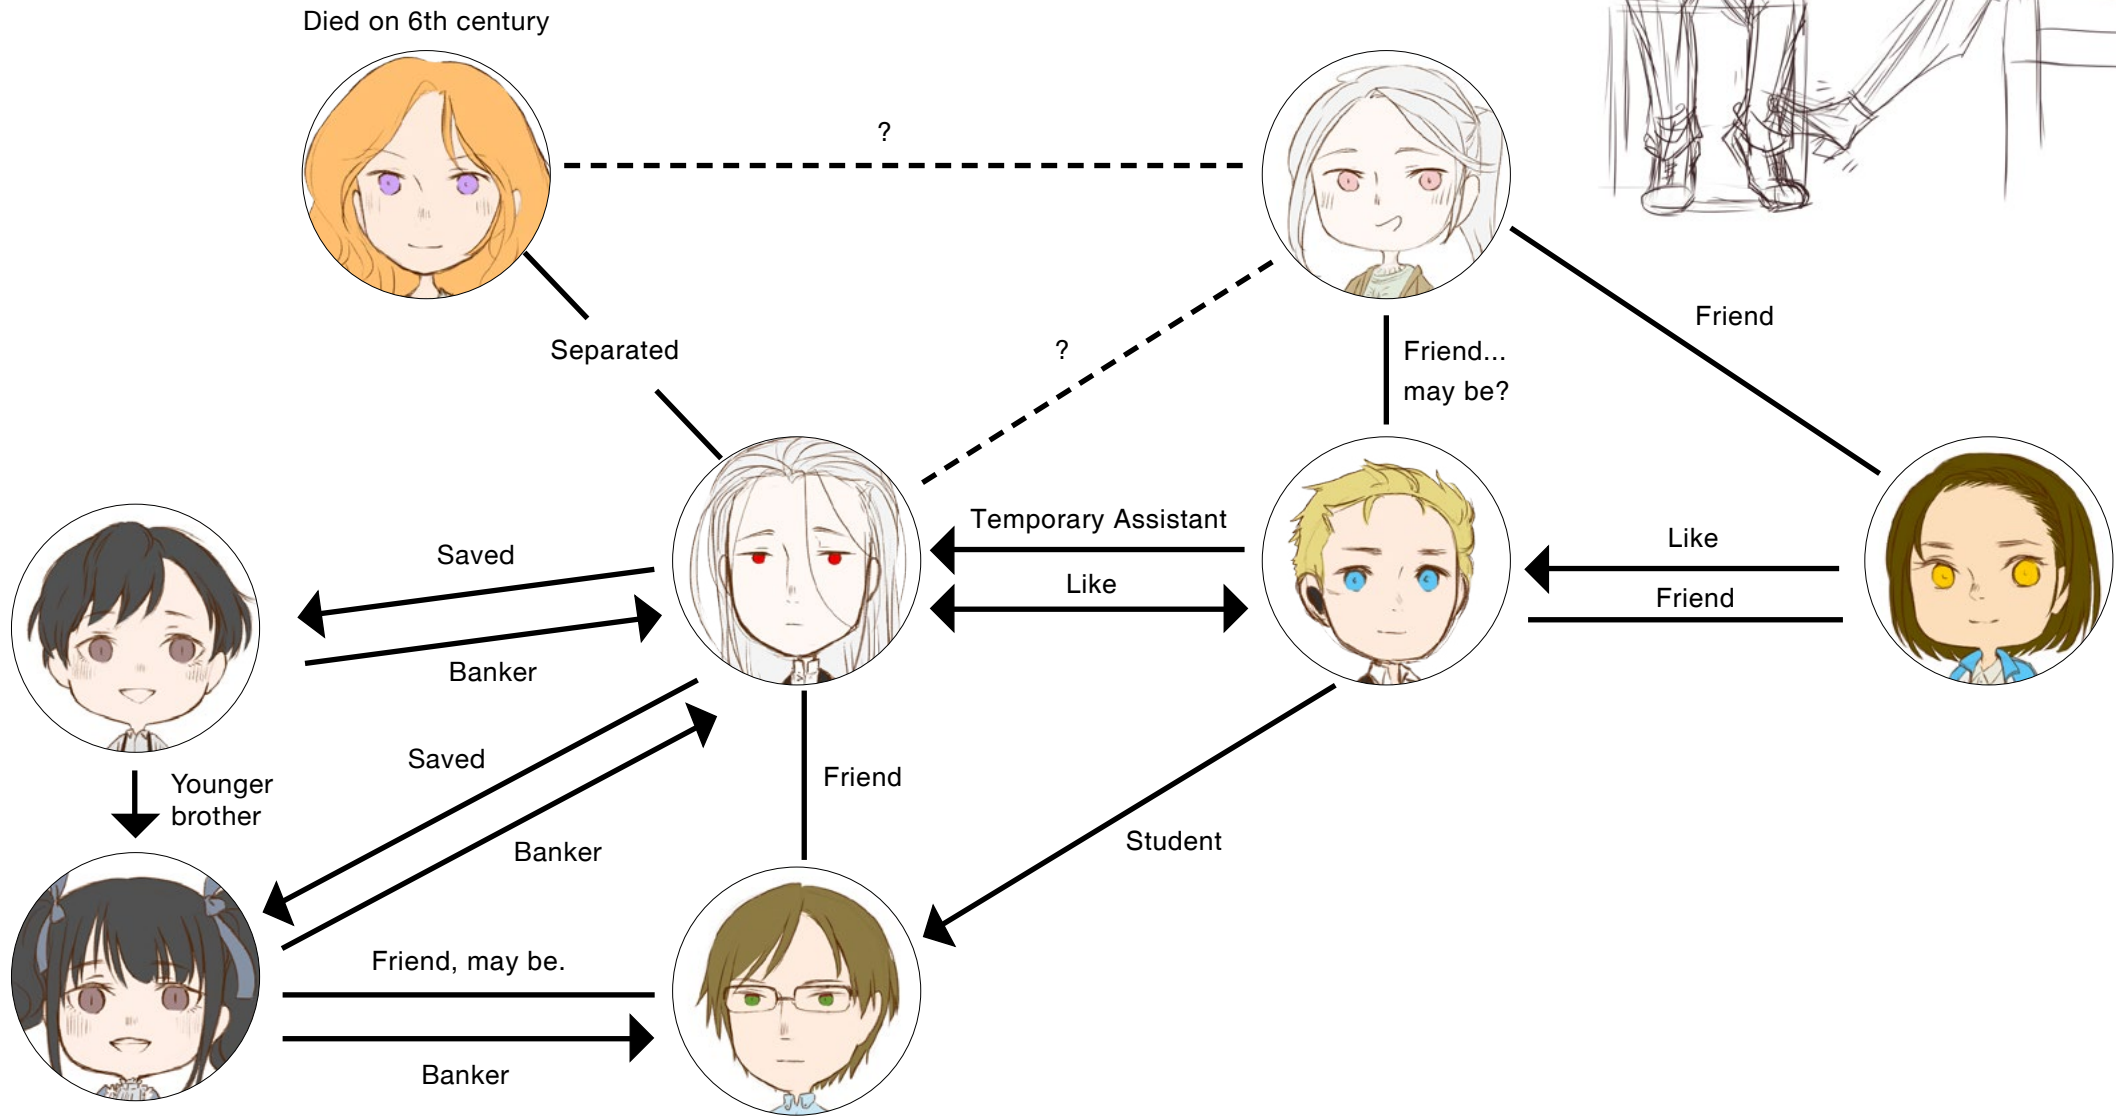 Died on 6th century
?
Friend
Separated
?
Friend...
may be?
Temporary Assistant
Like
Saved
Like
Friend
Banker
Saved
Friend
Younger
brother
Student
Banker
Friend, may be.
Banker